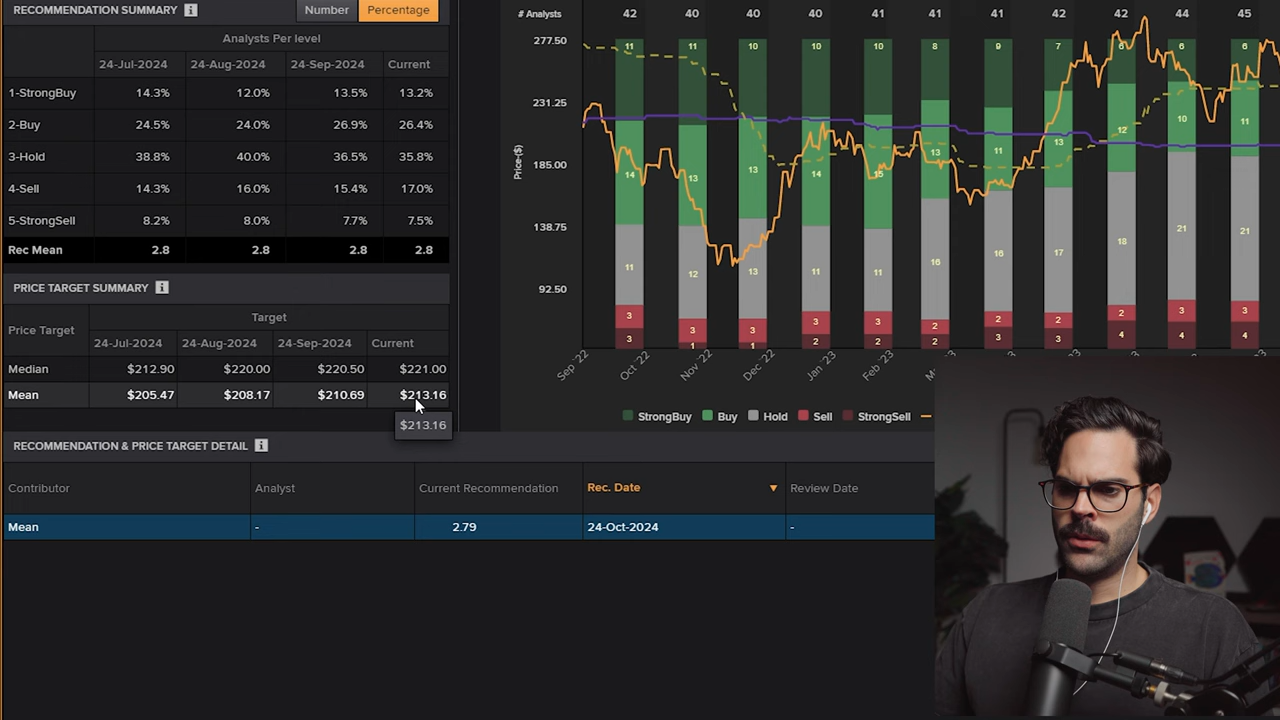 RECOMMENDATION SUMMARY i Number Percentage
Analysts Per level
24-Jul-2024 24-Aug-2024 24-Sep-2024 Current
1-StrongBuy 14.3% 12.0% 13.5% 13.2%
2-Buy 24.5% 24.0% 26.9% 26.4%
3-Hold 38.8% 40.0% 36.5% 35.8%
4-Sell 14.3% 16.0% 15.4% 17.0%
5-StrongSell 8.2% 8.0% 7.7% 7.5%
Rec Mean 2.8 2.8 2.8 2.8
PRICE TARGET SUMMARY i
Price Target Target
24-Jul-2024 24-Aug-2024 24-Sep-2024 Current
Median $212.90 $220.00 $220.50 $221.00
Mean $205.47 $208.17 $210.69 $213.16
$213.16
# Analysts 42 40 40 40 41 41 41 42 42 44 45
277.50 11 11 10 10 10 8 9 7 6 6 6
231.25
185.00
138.75
92.50
Price($)
14 13 13 14 15 13 11 13 12 10 11
11 12 13 11 11 16 16 17 18 21 21
3 3 3 3 3 2 2 2 2 3 3
3 1 1 2 2 2 3 3 4 4 4
Sep '22 Oct '22 Nov '22 Dec '22 Jan '23 Feb '23
StrongBuy Buy Hold Sell StrongSell
RECOMMENDATION & PRICE TARGET DETAIL i
Contributor Analyst Current Recommendation Rec. Date Review Date
Mean - 2.79 24-Oct-2024 -